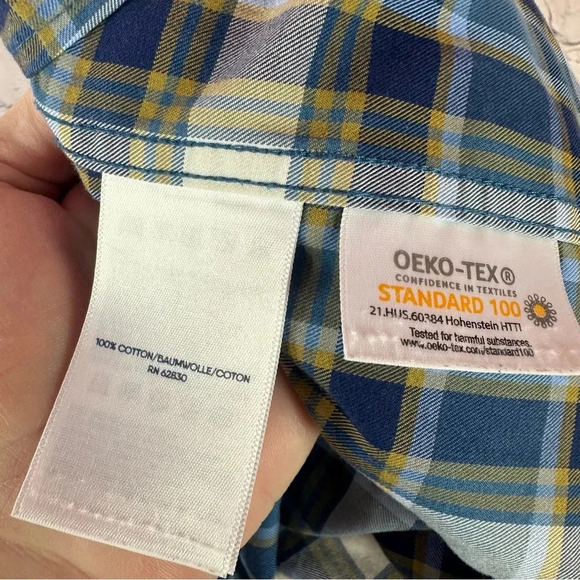 100% COTTON/BAUMWOLLE/COTON
RN 62830
OEKO-TEX®
CONFIDENCE IN TEXTILES
STANDARD 100
21.HUS.60384 Hohenstein HTTI
Tested for harmful substances.
www.oeko-tex.com/standard100